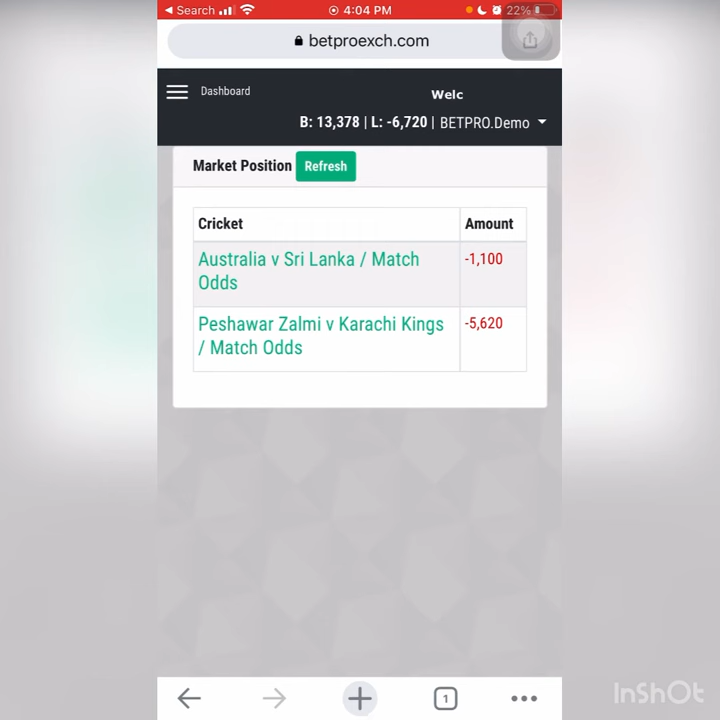 Search 4:04 PM 22%
betproexch.com
Dashboard
Welc
B: 13,378 | L: -6,720 | BETPRO.Demo
Market Position Refresh
Cricket Amount
Australia v Sri Lanka / Match -1,100
Odds
Peshawar Zalmi v Karachi Kings -5,620
/ Match Odds
1
InShOt